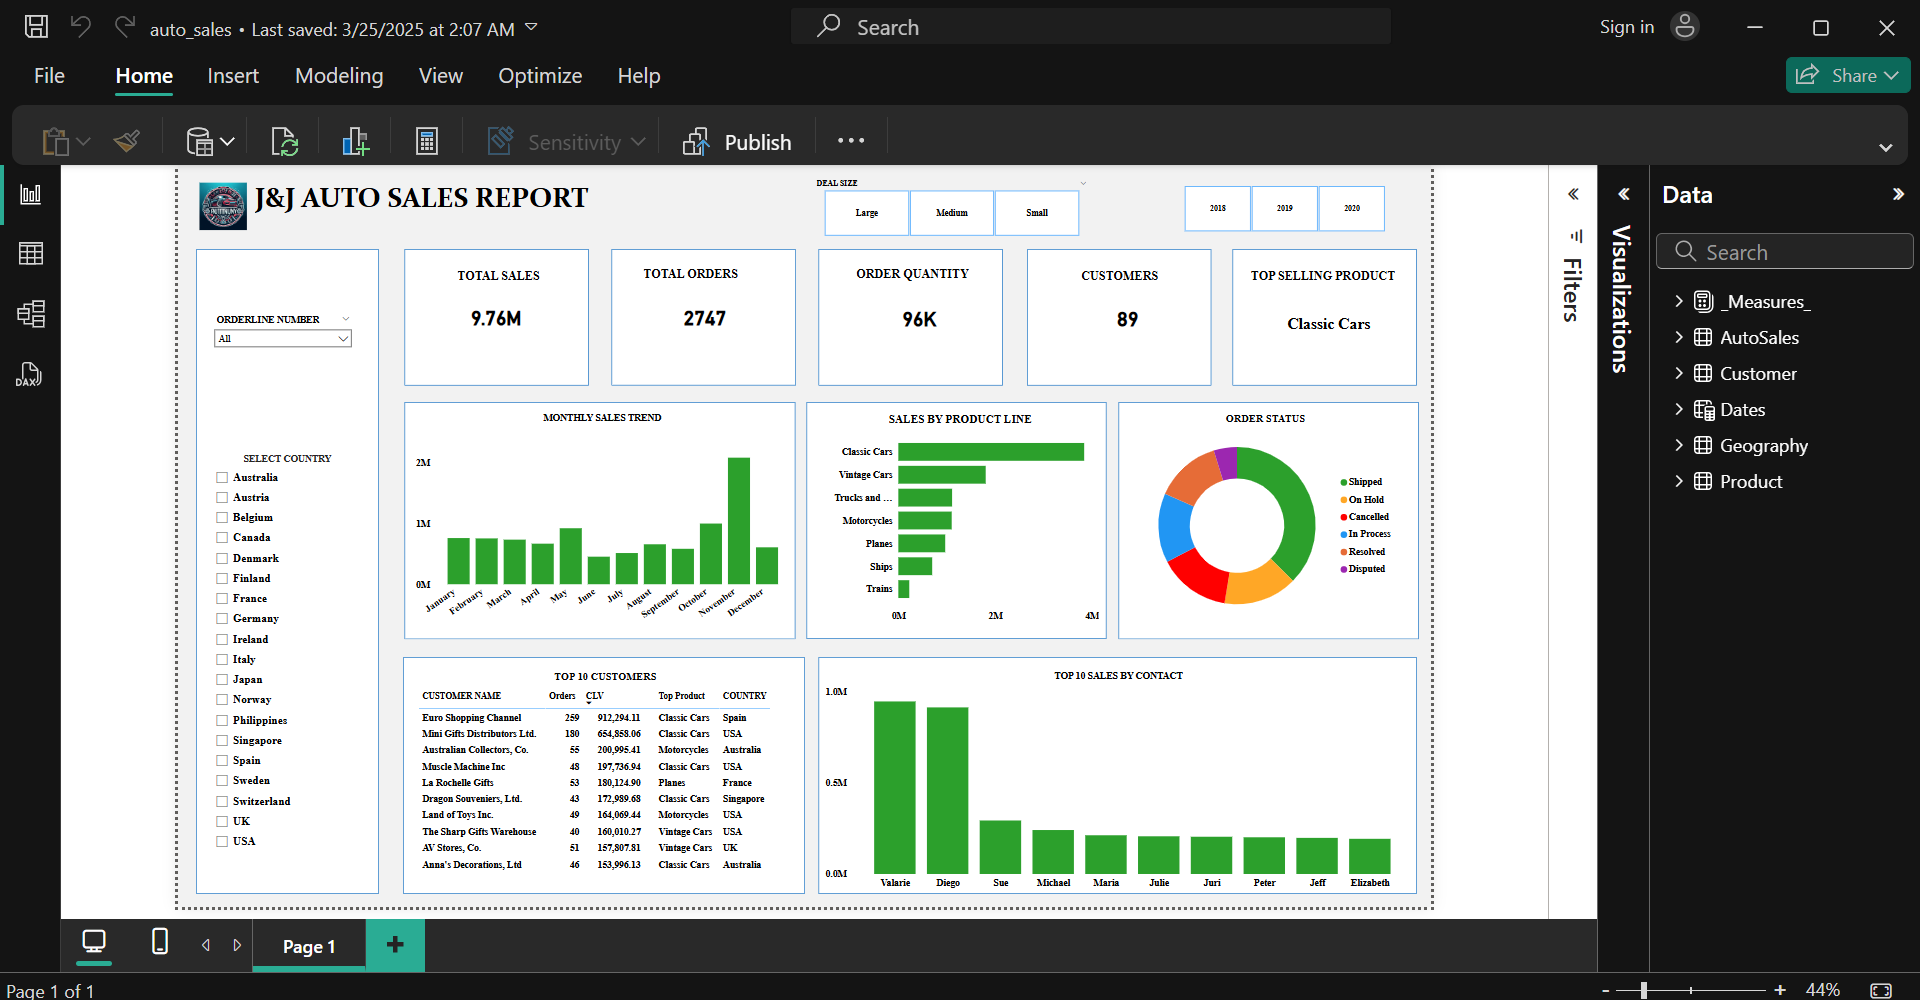 auto_sales • Last saved: 3/25/2025 at 2:07 AM
Search
Sign in
File Home Insert Modeling View Optimize Help
Share
Sensitivity
Publish
J&J AUTO SALES REPORT
DEAL SIZE
Large Medium Small
2018 2019 2020
ORDERLINE NUMBER
All
TOTAL SALES
9.76M
TOTAL ORDERS
2747
ORDER QUANTITY
96K
CUSTOMERS
89
TOP SELLING PRODUCT
Classic Cars
SELECT COUNTRY
Australia
Austria
Belgium
Canada
Denmark
Finland
France
Germany
Ireland
Italy
Japan
Norway
Philippines
Singapore
Spain
Sweden
Switzerland
UK
USA
MONTHLY SALES TREND
2M
1M
0M
January February March April May June July August September October November December
SALES BY PRODUCT LINE
Classic Cars
Vintage Cars
Trucks and ...
Motorcycles
Planes
Ships
Trains
0M 2M 4M
ORDER STATUS
Shipped
On Hold
Cancelled
In Process
Resolved
Disputed
TOP 10 CUSTOMERS
CUSTOMER NAME Orders CLV Top Product COUNTRY
Euro Shopping Channel 259 912,294.11 Classic Cars Spain
Mini Gifts Distributors Ltd. 180 654,858.06 Classic Cars USA
Australian Collectors, Co. 55 200,995.41 Motorcycles Australia
Muscle Machine Inc 48 197,736.94 Classic Cars USA
La Rochelle Gifts 53 180,124.90 Planes France
Dragon Souveniers, Ltd. 43 172,989.68 Classic Cars Singapore
Land of Toys Inc. 49 164,069.44 Motorcycles USA
The Sharp Gifts Warehouse 40 160,010.27 Vintage Cars USA
AV Stores, Co. 51 157,807.81 Vintage Cars UK
Anna's Decorations, Ltd 46 153,996.13 Classic Cars Australia
TOP 10 SALES BY CONTACT
1.0M
0.5M
0.0M
Valarie Diego Sue Michael Maria Julie Juri Peter Jeff Elizabeth
Filters
Visualizations
Data
Search
_Measures_
AutoSales
Customer
Dates
Geography
Product
DAX
Page 1
Page 1 of 1
44%